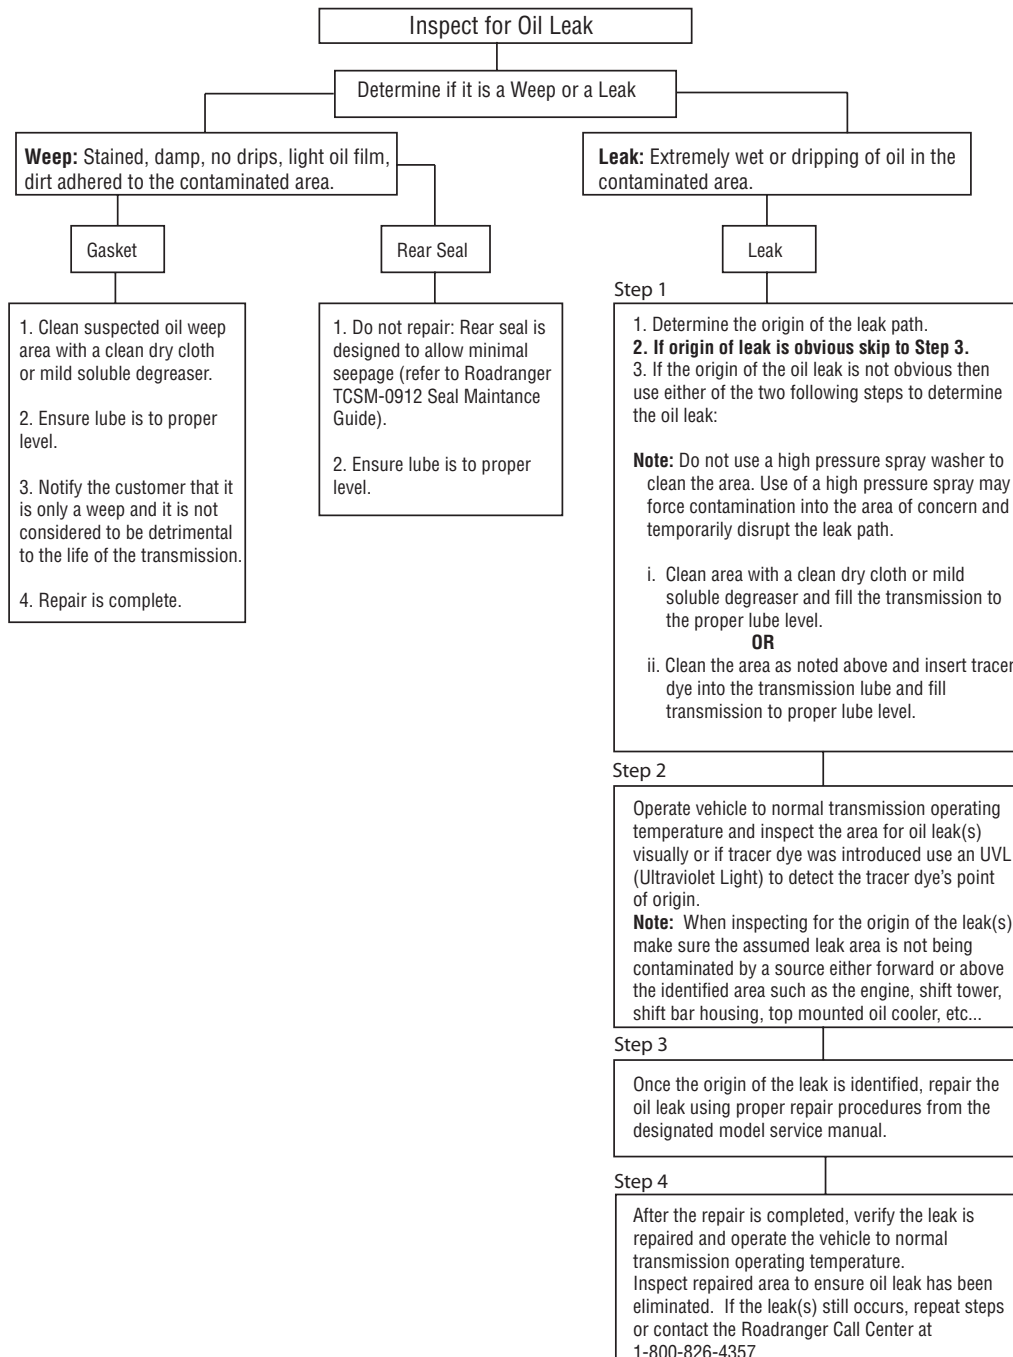 Inspect for Oil Leak
Determine if it is a Weep or a Leak
Weep: Stained, damp, no drips, light oil film,
dirt adhered to the contaminated area.
Leak: Extremely wet or dripping of oil in the
contaminated area.
Gasket
Rear Seal
Leak
1. Clean suspected oil weep
area with a clean dry cloth
or mild soluble degreaser.
2. Ensure lube is to proper
level.
3. Notify the customer that it
is only a weep and it is not
considered to be detrimental
to the life of the transmission.
4. Repair is complete.
1. Do not repair: Rear seal is
designed to allow minimal
seepage (refer to Roadranger
TCSM-0912 Seal Maintance
Guide).
2. Ensure lube is to proper
level.
Step 1
1. Determine the origin of the leak path.
2. If origin of leak is obvious skip to Step 3.
3. If the origin of the oil leak is not obvious then
use either of the two following steps to determine
the oil leak:
Note: Do not use a high pressure spray washer to
clean the area. Use of a high pressure spray may
force contamination into the area of concern and
temporarily disrupt the leak path.
i. Clean area with a clean dry cloth or mild
soluble degreaser and fill the transmission to
the proper lube level.
OR
ii. Clean the area as noted above and insert tracer
dye into the transmission lube and fill
transmission to proper lube level.
Step 2
Operate vehicle to normal transmission operating
temperature and inspect the area for oil leak(s)
visually or if tracer dye was introduced use an UVL
(Ultraviolet Light) to detect the tracer dye's point
of origin.
Note: When inspecting for the origin of the leak(s)
make sure the assumed leak area is not being
contaminated by a source either forward or above
the identified area such as the engine, shift tower,
shift bar housing, top mounted oil cooler, etc...
Step 3
Once the origin of the leak is identified, repair the
oil leak using proper repair procedures from the
designated model service manual.
Step 4
After the repair is completed, verify the leak is
repaired and operate the vehicle to normal
transmission operating temperature.
Inspect repaired area to ensure oil leak has been
eliminated. If the leak(s) still occurs, repeat steps
or contact the Roadranger Call Center at
1-800-826-4357